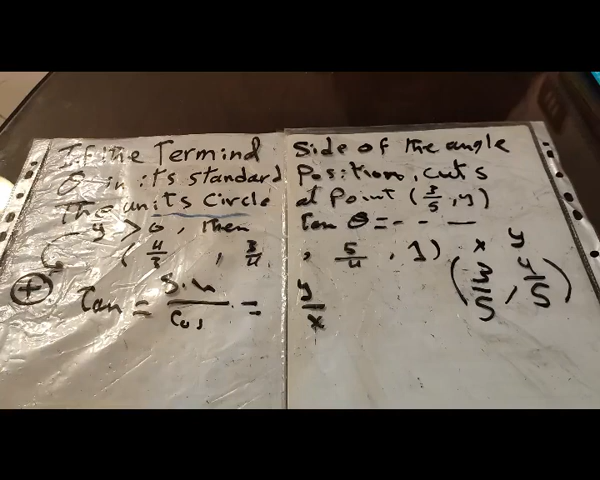 If the Termind Side of the angle
θ in its standard Position, cuts
The units Circle at Point (3/5, y)
y > 0, then Tan θ = - - -
(4/3, 3/4, 5/4, 1)
x y
(3/5, 4/5)
+ Tan = Sin/Cos = y/x